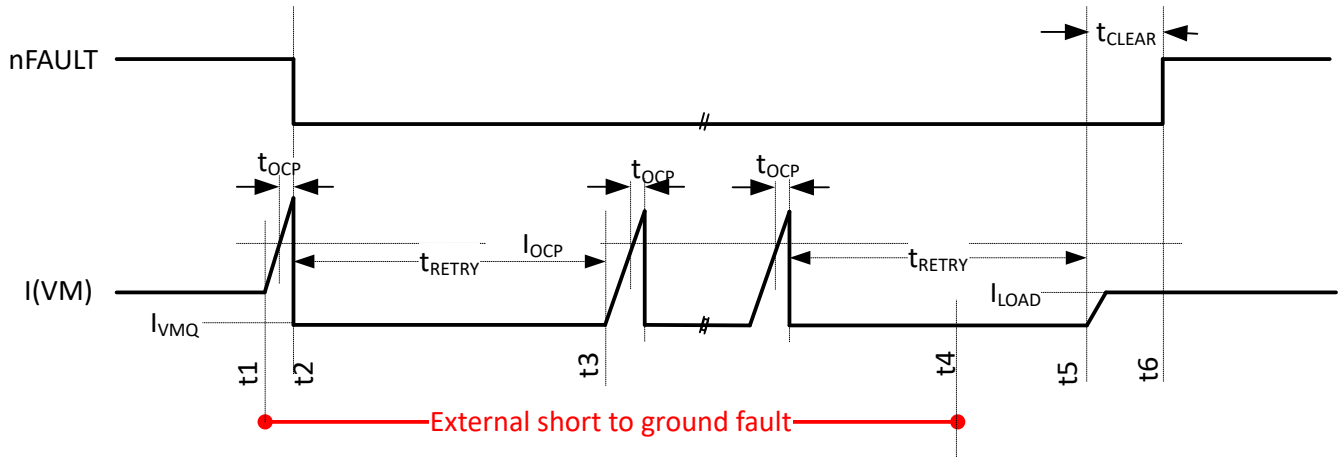 tCLEAR
nFAULT
tOCP
tOCP
tOCP
IOCP
tRETRY
tRETRY
I(VM)
ILOAD
IVMQ
t1
t2
t3
t4
t5
t6
External short to ground fault